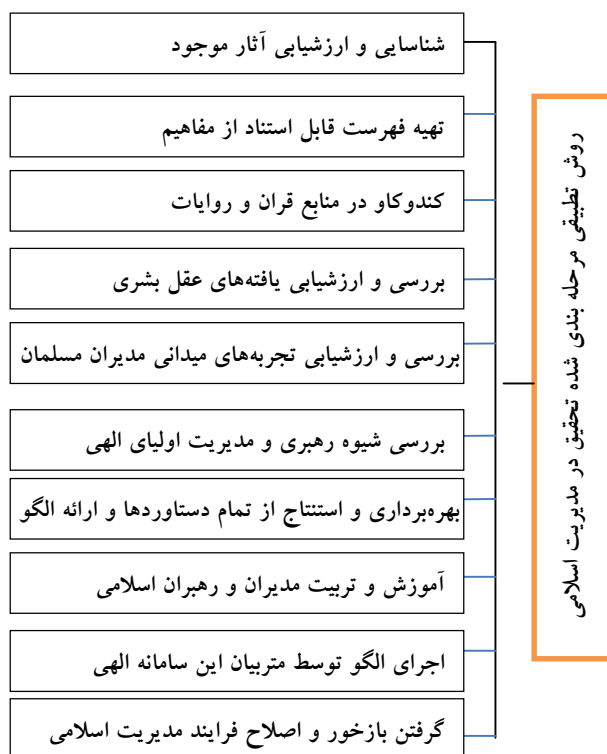 روش تطبیقی مرحله بندی شده تحقیق در مدیریت اسلامی
شناسایی و ارزشیابی آثار موجود
تهیه فهرست قابل استناد از مفاهیم
کندوکاو در منابع قران و روایات
بررسی و ارزشیابی یافته‌های عقل بشری
بررسی و ارزشیابی تجربه‌های میدانی مدیران مسلمان
بررسی شیوه رهبری و مدیریت اولیای الهی
بهره‌برداری و استنتاج از تمام دستاوردها و ارائه الگو
آموزش و تربیت مدیران و رهبران اسلامی
اجرای الگو توسط متربیان این سامانه الهی
گرفتن بازخور و اصلاح فرایند مدیریت اسلامی